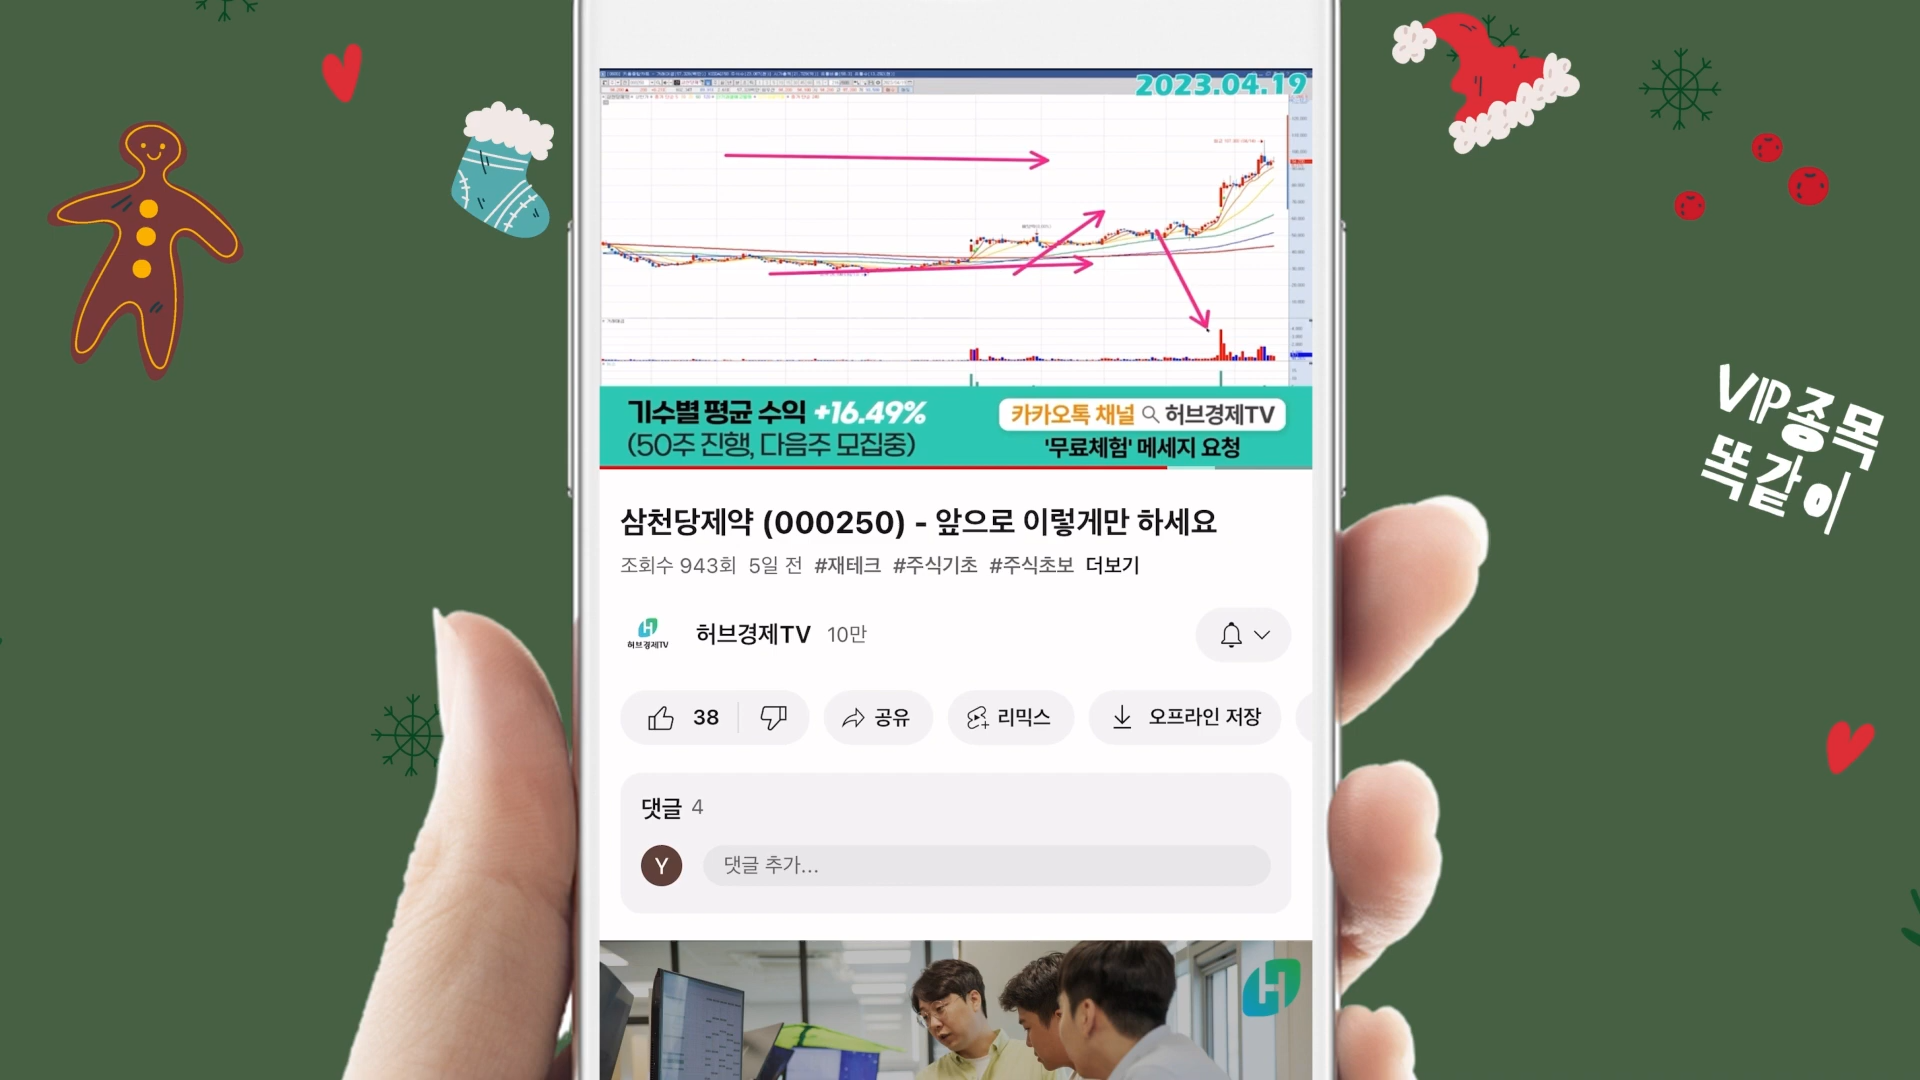 2023.04.19
기수별 평균 수익 +16.49%
(50주 진행, 다음주 모집중)
카카오톡 채널 허브경제TV
'무료체험' 메세지 요청
삼천당제약 (000250) - 앞으로 이렇게만 하세요
조회수 943회 5일 전 #재테크 #주식기초 #주식초보 더보기
허브경제TV
허브경제TV 10만
38
공유
리믹스
오프라인 저장
댓글 4
Y
댓글 추가...
VIP종목
똑같이